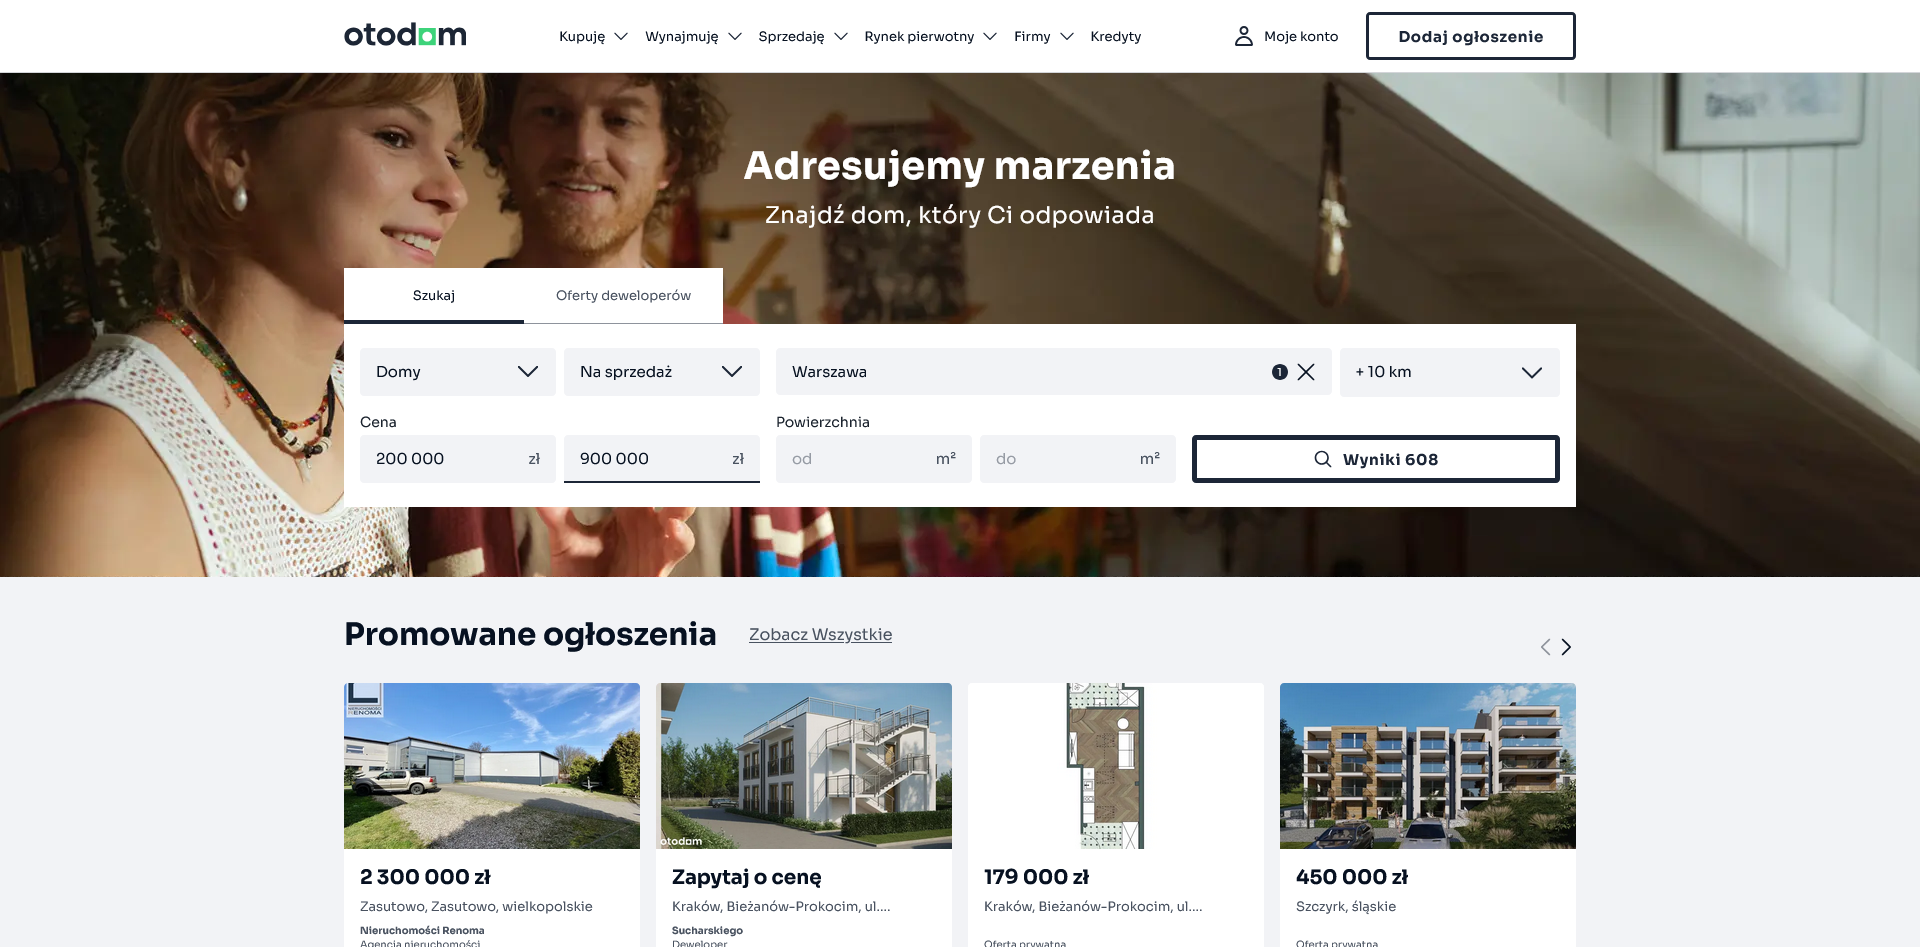 otodom
Kupuję
Wynajmuję
Sprzedaję
Rynek pierwotny
Firmy
Kredyty
Moje konto
Dodaj ogłoszenie
Adresujemy marzenia
Znajdź dom, który Ci odpowiada
Szukaj
Oferty deweloperów
Domy
Na sprzedaż
Warszawa
1
+ 10 km
Cena
Powierzchnia
200 000 zł
900 000 zł
od m²
do m²
Wyniki 608
Promowane ogłoszenia
Zobacz Wszystkie
NIERUCHOMOŚCI
RENOMA
otodom
2 300 000 zł
Zasutowo, Zasutowo, wielkopolskie
Nieruchomości Renoma
Agencja nieruchomości
Zapytaj o cenę
Kraków, Bieżanów-Prokocim, ul....
Sucharskiego
Deweloper
179 000 zł
Kraków, Bieżanów-Prokocim, ul....
Oferta prywatna
450 000 zł
Szczyrk, śląskie
Oferta prywatna